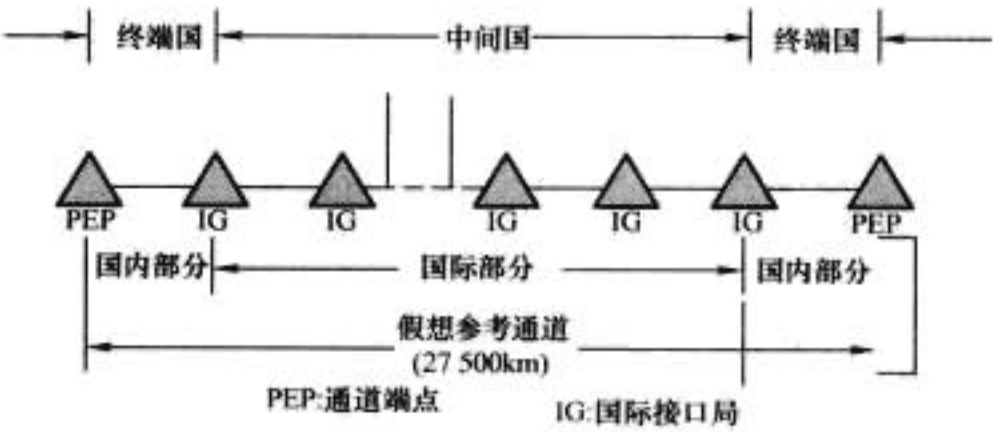 终端国 中间国 终端国
PEP IG IG IG IG IG PEP
国内部分 国际部分 国内部分
假想参考通道
(27 500km)
PEP:通道端点 IG:国际接口局